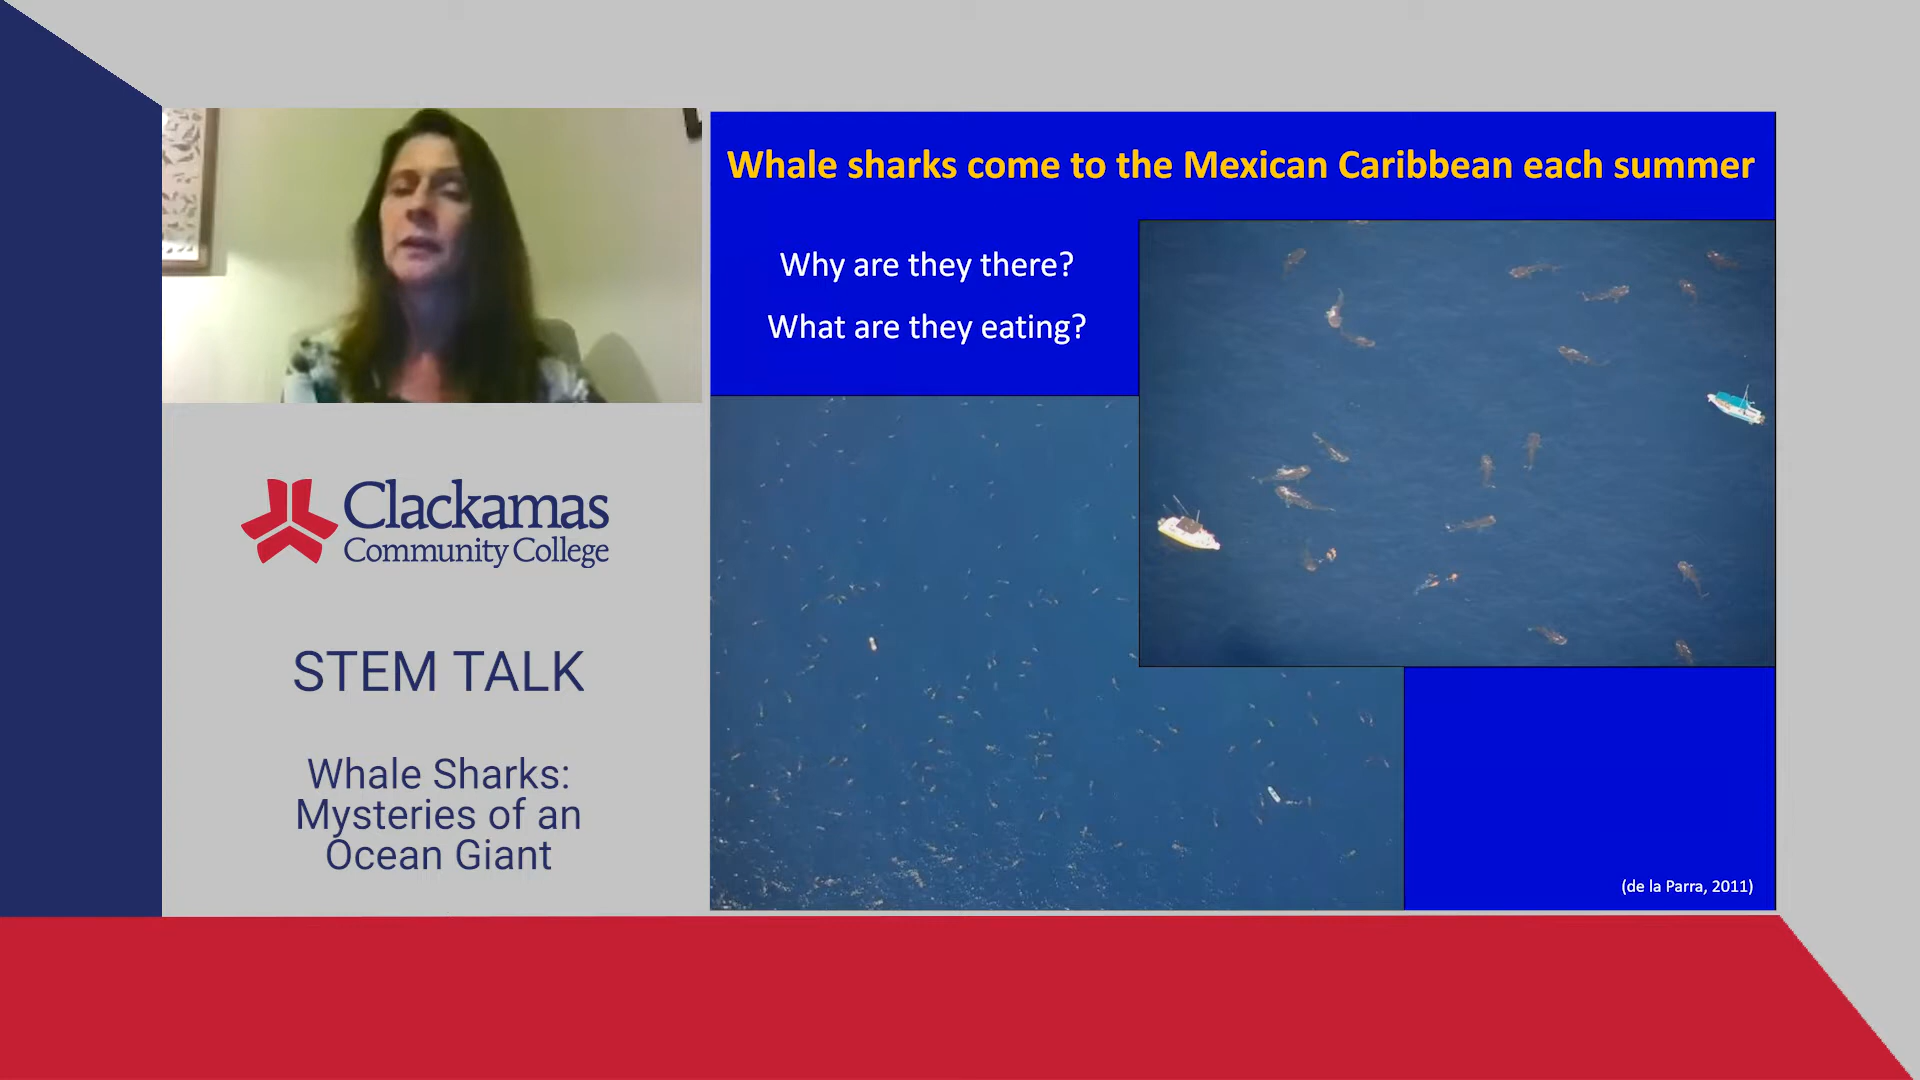 Clackamas
Community College
STEM TALK
Whale Sharks:
Mysteries of an
Ocean Giant
Whale sharks come to the Mexican Caribbean each summer
Why are they there?
What are they eating?
(de la Parra, 2011)